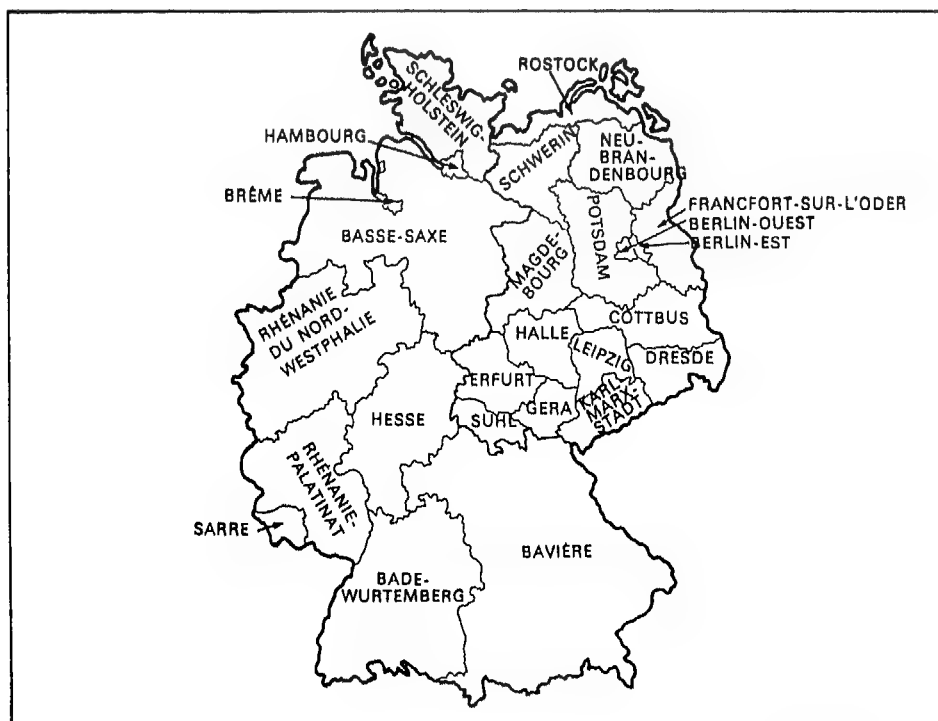 ROSTOCK
SCHLESWIG-
HOLSTEIN
HAMBOURG
SCHWERIN
NEU-
BRAN-
DENBOURG
BRÊME
FRANCFORT-SUR-L'ODER
BERLIN-OUEST
BERLIN-EST
POTSDAM
BASSE-SAXE
MAGDE-
BOURG
RHÉNANIE
DU NORD-
WESTPHALIE
COTTBUS
HALLE
LEIPZIG
DRESDE
ERFURT
KARL-
MARX-
STADT
GERA
SUHL
HESSE
RHÉNANIE-
PALATINAT
SARRE
BAVIÈRE
BADE-
WURTEMBERG